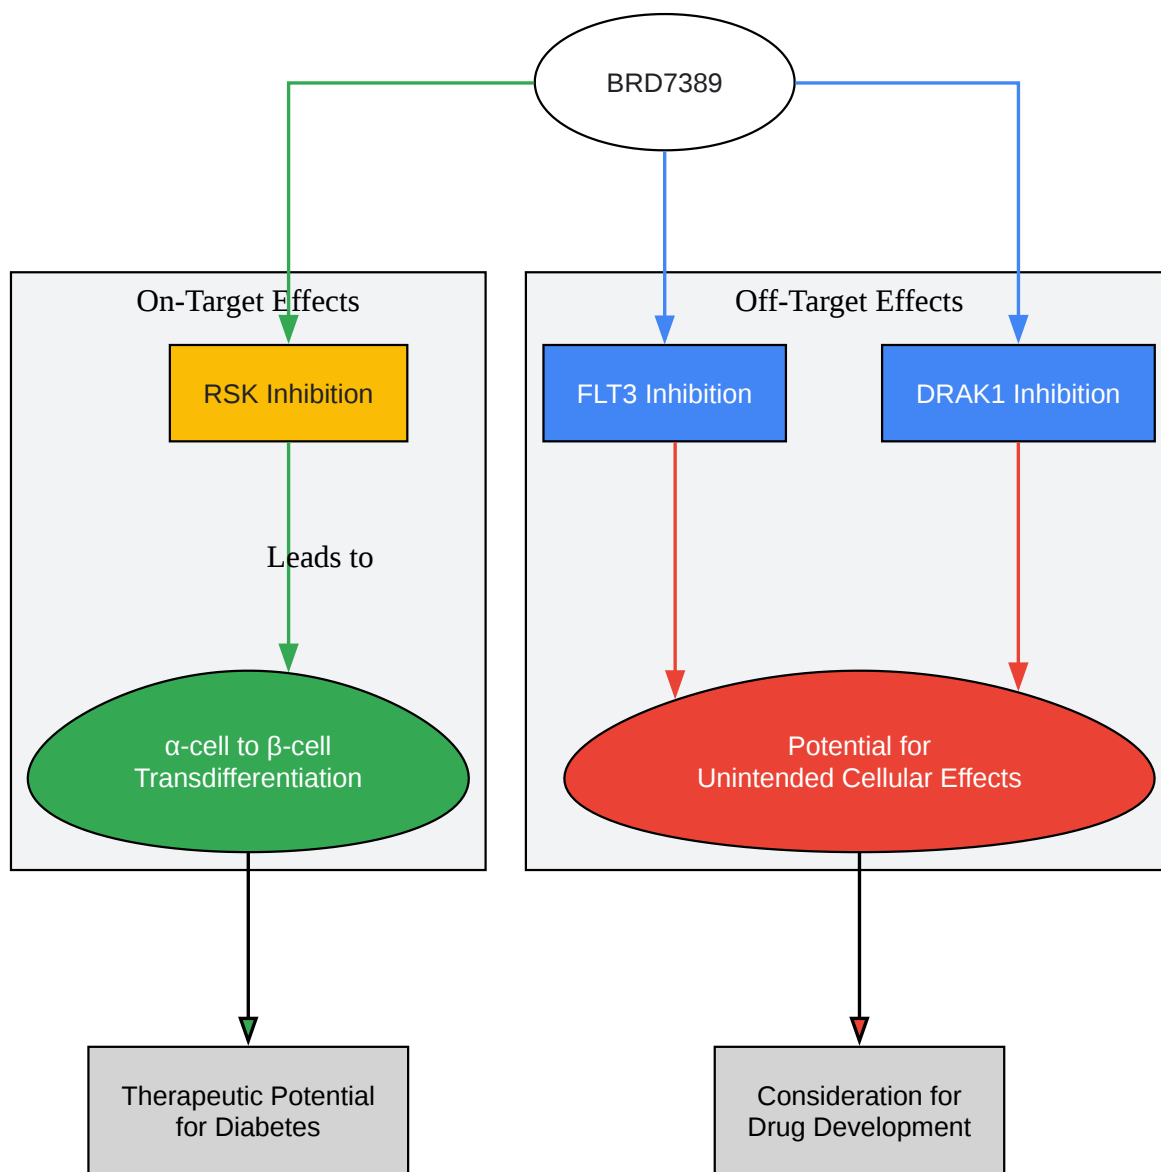 BRD7389
On-Target Effects
Off-Target Effects
RSK Inhibition
FLT3 Inhibition
DRAK1 Inhibition
Leads to
α-cell to β-cell
Transdifferentiation
Potential for
Unintended Cellular Effects
Therapeutic Potential
for Diabetes
Consideration for
Drug Development